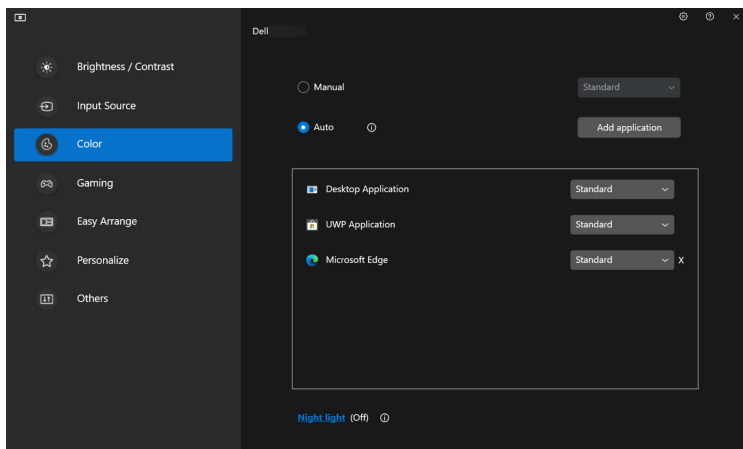 Dell
Brightness / Contrast
Input Source
Color
Gaming
Easy Arrange
Personalize
Others
Manual
Standard
Auto
Add application
Desktop Application
Standard
UWP Application
Standard
Microsoft Edge
Standard
X
Night light (Off)